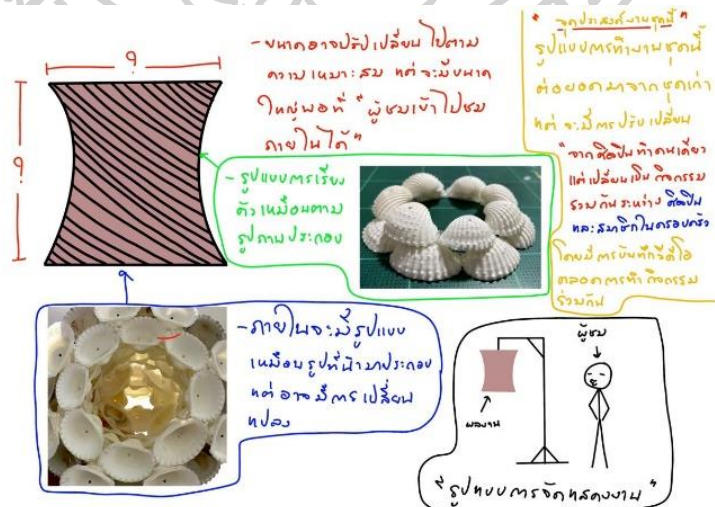 ?
?
- ขนาดอาจปรับเปลี่ยนไปตาม
ความเหมาะสม แต่จะมีขนาด
ใหญ่พอที่ "ผู้ชมเข้าไปชม
ภายในได้"
- รูปแบบการเรียง
ตัวเหมือนตาม
รูปภาพประกอบ
- ภายในจะมีรูปแบบ
เหมือนรูปที่นำมาประกอบ
แต่อาจมีการเปลี่ยน
แปลง
" จุดประสงค์งานชุดนี้ "
รูปแบบการทำงานชุดนี้
ต่อยอดมาจากชุดเก่า
แต่จะมีการปรับเปลี่ยน
"จากศิลปินทำคนเดียว
แต่เปลี่ยนเป็นกิจกรรม
ร่วมกันระหว่างศิลปิน
และสมาชิกในครอบครัว
โดยมีการบันทึกวิดีโอ
ตลอดการทำกิจกรรม
ร่วมกัน
ผู้ชม
ผลงาน
"รูปแบบการจัดแสดงงาน"